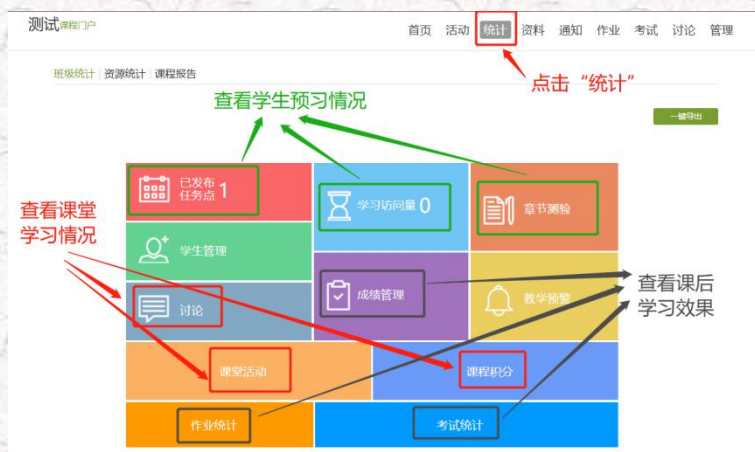 测试课程门户
首页 活动 统计 资料 通知 作业 考试 讨论 管理
班级统计 | 资源统计 | 课程报告
点击“统计”
查看学生预习情况
一键导出
已发布
任务点 1
学习访问量 0
章节测验
查看课堂
学习情况
学生管理
讨论
成绩管理
教学预警
查看课后
学习效果
课堂活动
课程积分
作业统计
考试统计